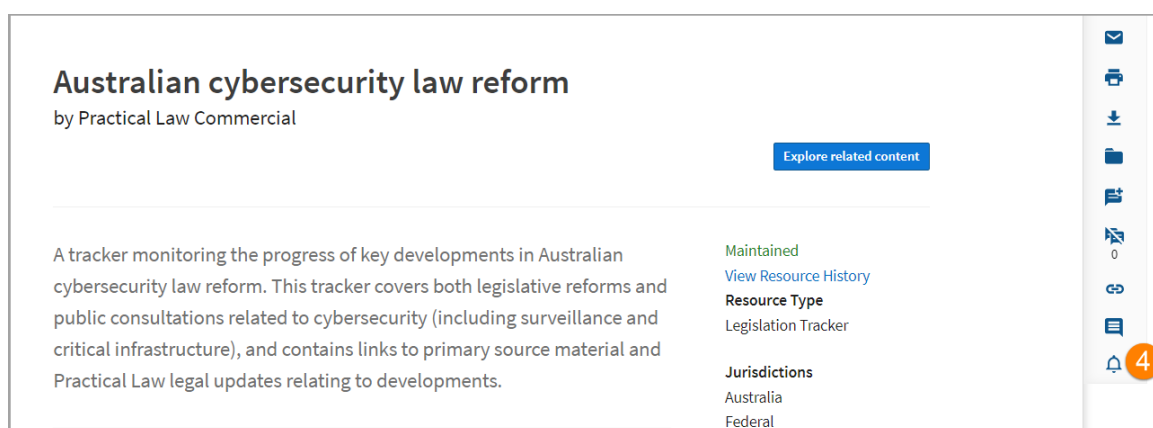 Australian cybersecurity law reform
by Practical Law Commercial
Explore related content
A tracker monitoring the progress of key developments in Australian
cybersecurity law reform. This tracker covers both legislative reforms and
public consultations related to cybersecurity (including surveillance and
critical infrastructure), and contains links to primary source material and
Practical Law legal updates relating to developments.
Maintained
View Resource History
Resource Type
Legislation Tracker
Jurisdictions
Australia
Federal
0
4